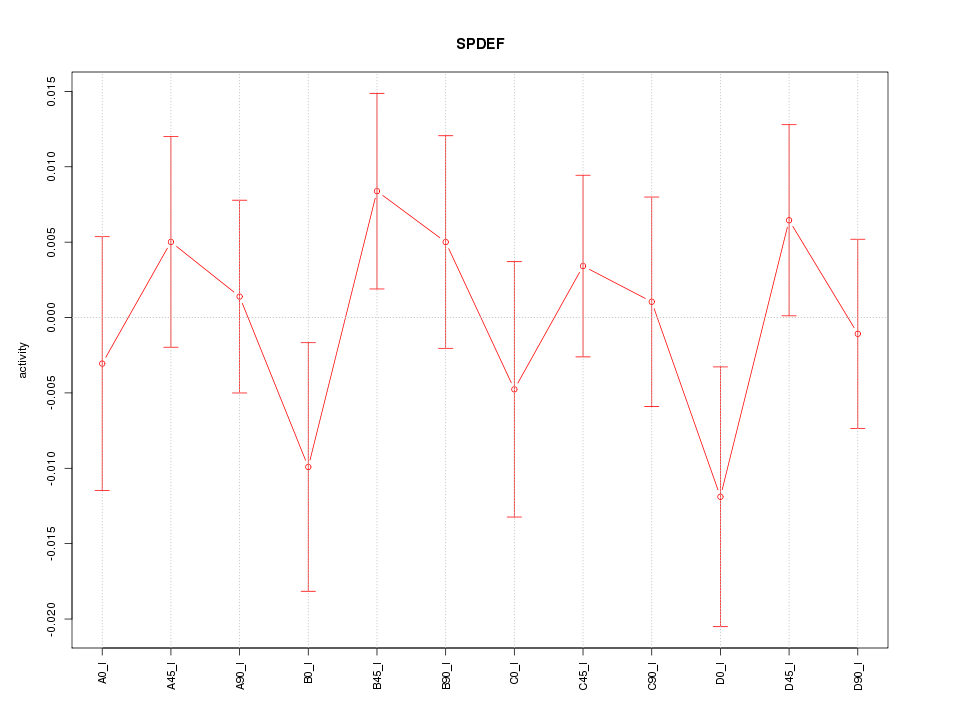 SPDEF
activity
0.015
0.010
0.005
0.000
-0.005
-0.010
-0.015
-0.020
A0_I
A45_I
A90_I
B0_I
B45_I
B90_I
C0_I
C45_I
C90_I
D0_I
D45_I
D90_I